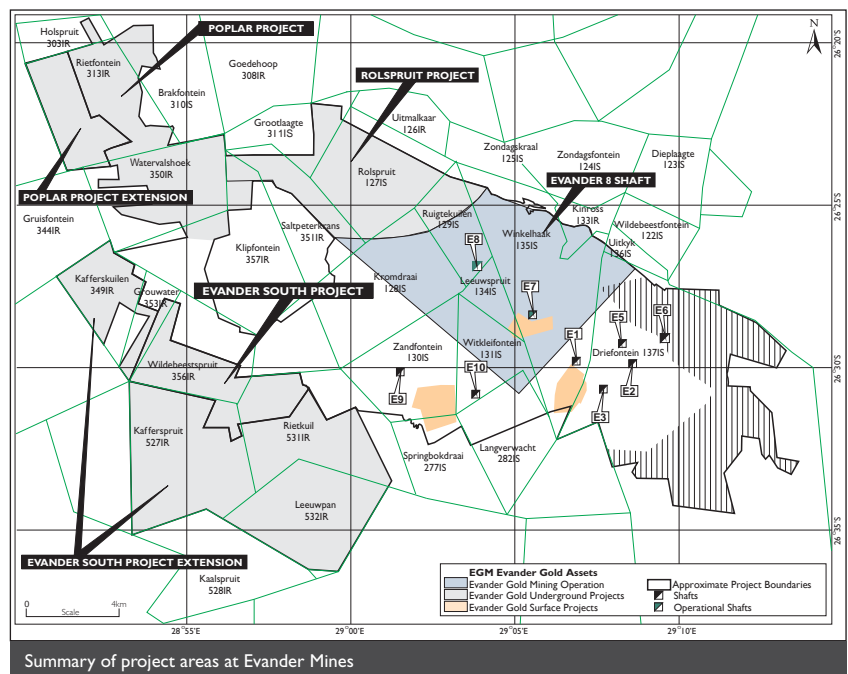 POPLAR PROJECT
N
26°20'S
Holspruit
303IR
Rietfontein
313IR
Goedehoop
308IR
Brakfontein
310IS
ROLSPRUIT PROJECT
Grootlaagte
311IS
Uitmalkaar
126IR
Zondagskraal
125IS
Zondagsfontein
124IS
Dieplaagte
123IS
Watervalshoek
350IR
Rolspruit
127IS
EVANDER 8 SHAFT
POPLAR PROJECT EXTENSION
26°25'S
Gruisfontein
344IR
Saltpeterkrans
351IR
Ruigtekuilen
129IS
Kinross
133IR
Winkelhaak
135IS
Wildebeestfontein
122IS
Uitkyk
136IS
Klipfontein
357IR
E8
Kromdraai
128IS
Leeuwspruit
134IS
Kafferskuilen
349IR
Grouwater
353IR
EVANDER SOUTH PROJECT
E7
E5
E6
E1
Zandfontein
130IS
Witkleifontein
131IS
Driefontein 137IS
Wildebeestspruit
356IR
26°30'S
E10
E9
E2
E3
Kafferspruit
527IR
Rietkuil
531IR
Springbokdraai
277IS
Langverwacht
282IS
Leeuwpan
532IR
26°35'S
EVANDER SOUTH PROJECT EXTENSION
Kaalspruit
528IR
0
4km
Scale
EGM Evander Gold Assets
Evander Gold Mining Operation
Evander Gold Underground Projects
Evander Gold Surface Projects
Approximate Project Boundaries
Shafts
Operational Shafts
28°55'E
29°00'E
29°05'E
29°10'E
Summary of project areas at Evander Mines